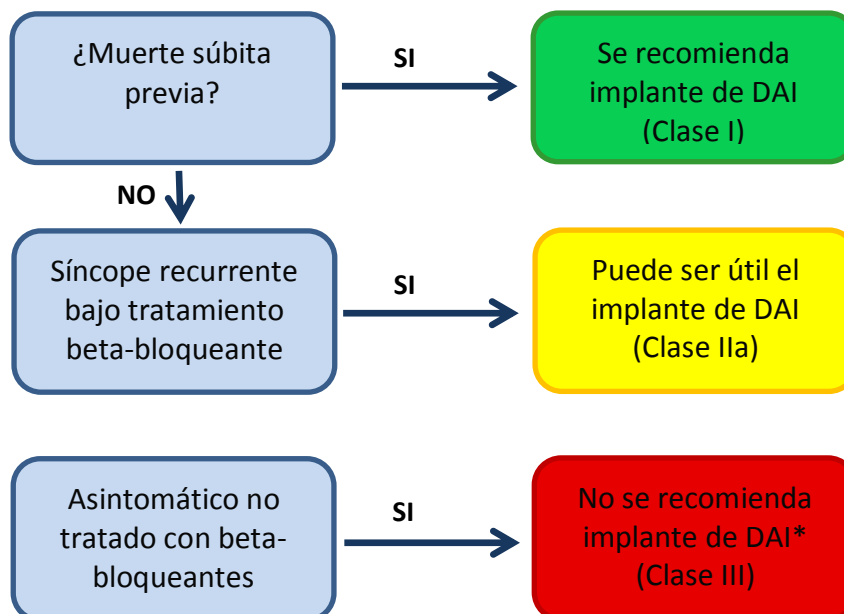 ¿Muerte súbita
previa?
SI
Se recomienda
implante de DAI
(Clase I)
NO
Síncope recurrente
bajo tratamiento
beta-bloqueante
SI
Puede ser útil el
implante de DAI
(Clase IIa)
Asintomático no
tratado con beta-
bloqueantes
SI
No se recomienda
implante de DAI*
(Clase III)